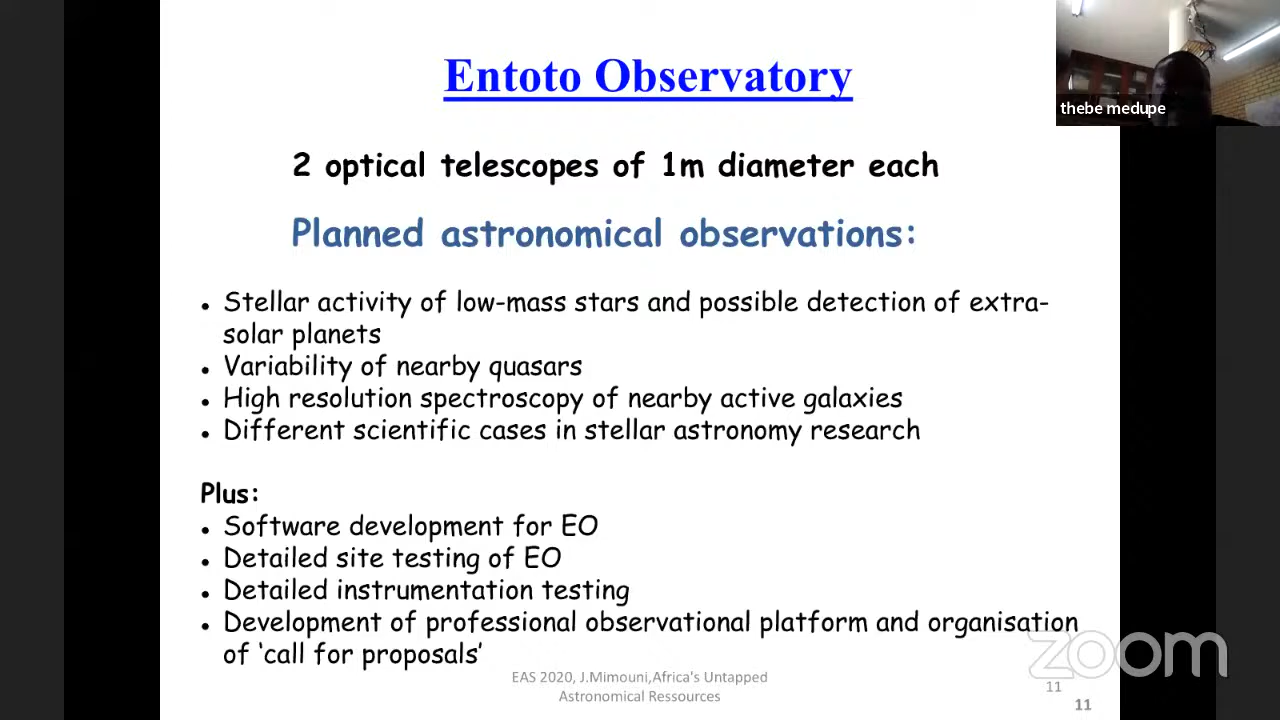 Entoto Observatory
thebe medupe
2 optical telescopes of 1m diameter each
Planned astronomical observations:
• Stellar activity of low-mass stars and possible detection of extra-
solar planets
• Variability of nearby quasars
• High resolution spectroscopy of nearby active galaxies
• Different scientific cases in stellar astronomy research
Plus:
• Software development for EO
• Detailed site testing of EO
• Detailed instrumentation testing
• Development of professional observational platform and organisation
of ‘call for proposals’
zoom
EAS 2020, J.Mimouni,Africa's Untapped
Astronomical Ressources
11
11